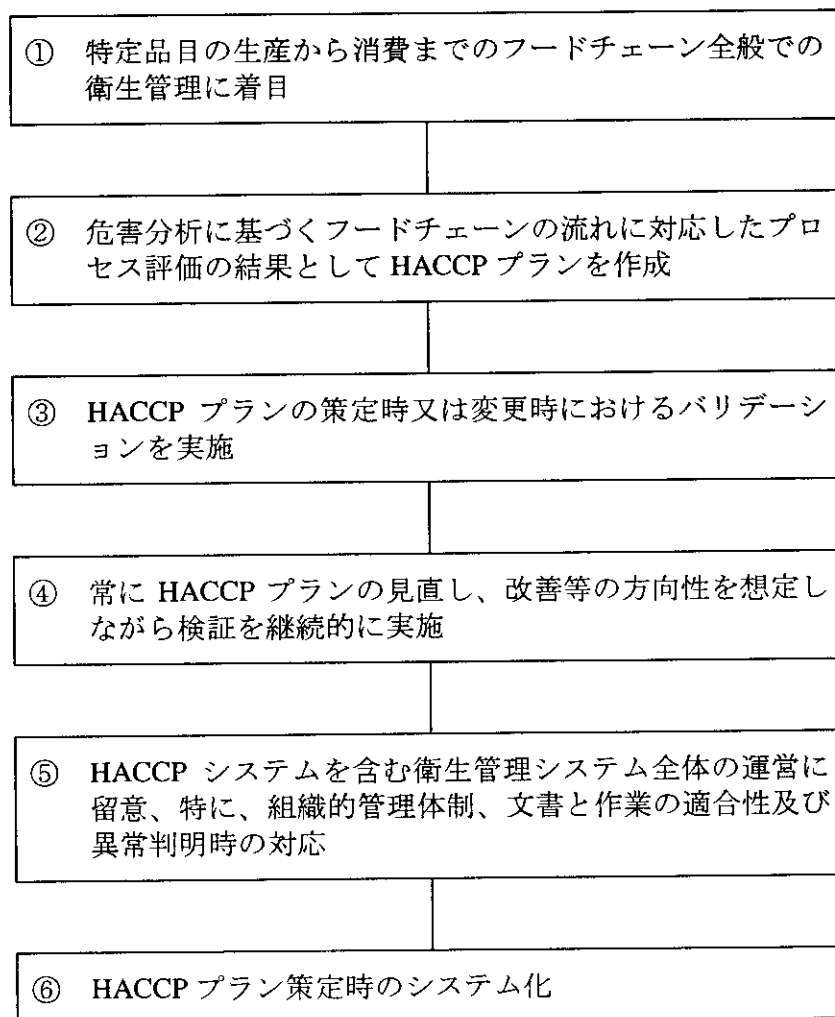 ① 特定品目の生産から消費までのフードチェーン全般での
衛生管理に着目
② 危害分析に基づくフードチェーンの流れに対応したプロ
セス評価の結果として HACCP プランを作成
③ HACCP プランの策定時又は変更時におけるバリデーシ
ョンを実施
④ 常に HACCP プランの見直し、改善等の方向性を想定し
ながら検証を継続的に実施
⑤ HACCP システムを含む衛生管理システム全体の運営に
留意、特に、組織的管理体制、文書と作業の適合性及び
異常判明時の対応
⑥ HACCP プラン策定時のシステム化